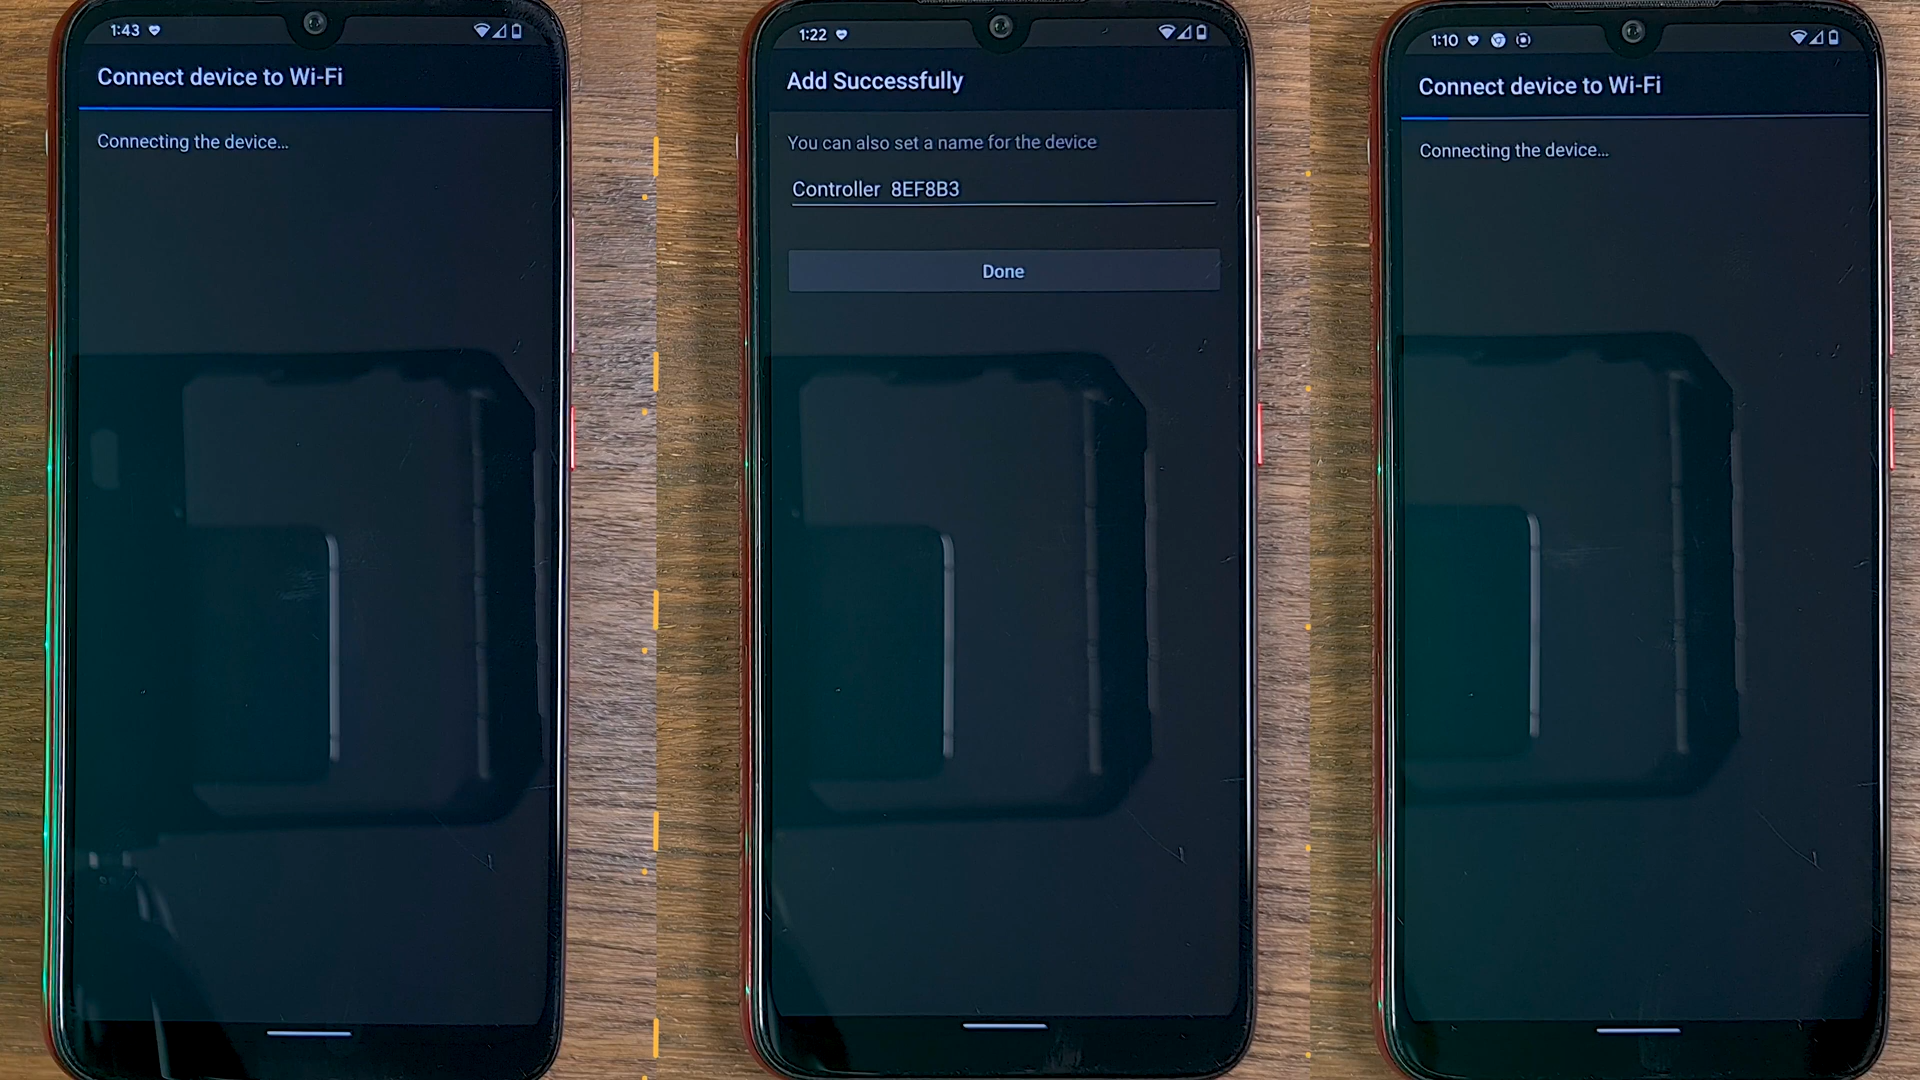 1:43
Connect device to Wi-Fi
Connecting the device...
1:22
Add Successfully
You can also set a name for the device
Controller 8EF8B3
Done
1:10
Connect device to Wi-Fi
Connecting the device...